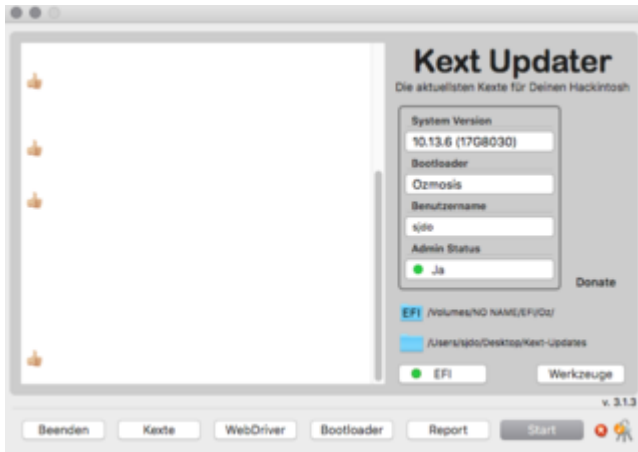 Kext Updater
Die aktuellsten Kexte für Deinen Hackintosh
System Version
10.13.6 (17G8030)
Bootloader
Ozmosis
Benutzername
sjdo
Admin Status
Ja
Donate
EFI /Volumes/NO NAME/EFI/Oz/
/Users/sjdo/Desktop/Kext-Updates
EFI Werkzeuge
v. 3.1.3
Beenden Kexte WebDriver Bootloader Report Start